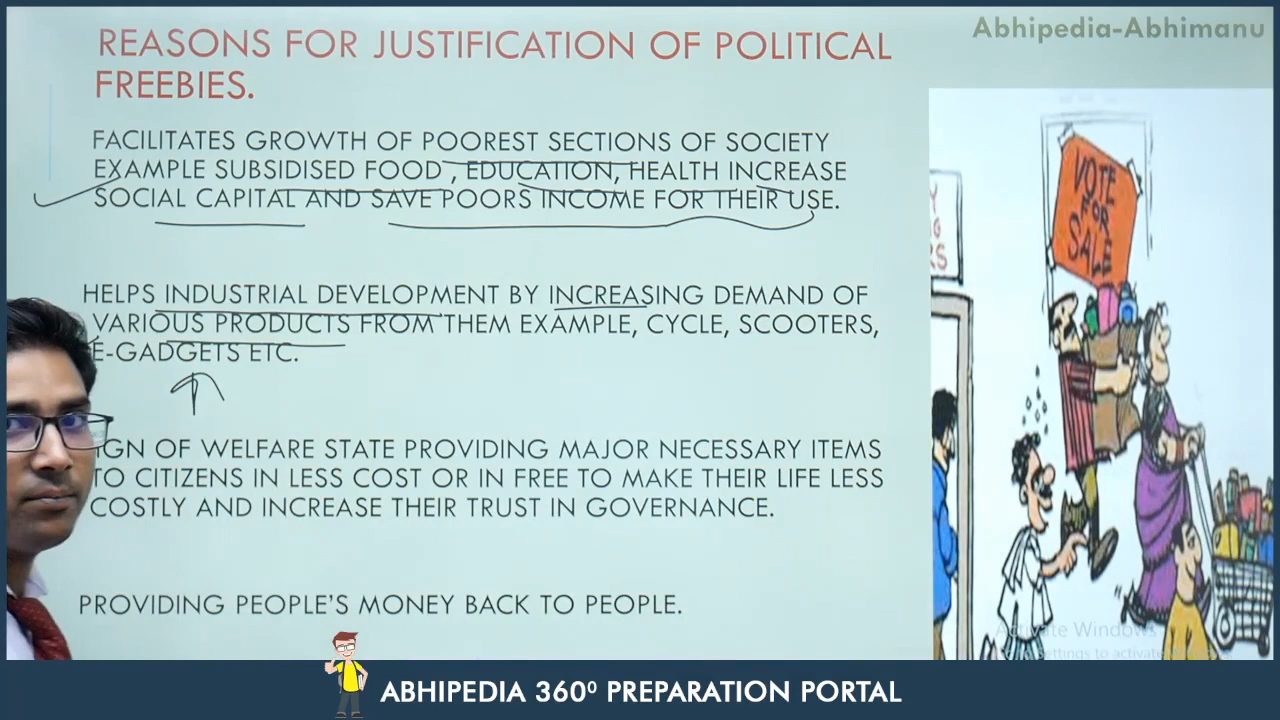 Abhipedia-Abhimanu
REASONS FOR JUSTIFICATION OF POLITICAL
FREEBIES.
FACILITATES GROWTH OF POOREST SECTIONS OF SOCIETY
EXAMPLE SUBSIDISED FOOD , EDUCATION, HEALTH INCREASE
SOCIAL CAPITAL AND SAVE POORS INCOME FOR THEIR USE.
HELPS INDUSTRIAL DEVELOPMENT BY INCREASING DEMAND OF
VARIOUS PRODUCTS FROM THEM EXAMPLE, CYCLE, SCOOTERS,
E-GADGETS ETC.
IGN OF WELFARE STATE PROVIDING MAJOR NECESSARY ITEMS
TO CITIZENS IN LESS COST OR IN FREE TO MAKE THEIR LIFE LESS
COSTLY AND INCREASE THEIR TRUST IN GOVERNANCE.
PROVIDING PEOPLE'S MONEY BACK TO PEOPLE.
VOTE
FOR
SALE
Activate Windows
ABHIPEDIA 360⁰ PREPARATION PORTAL